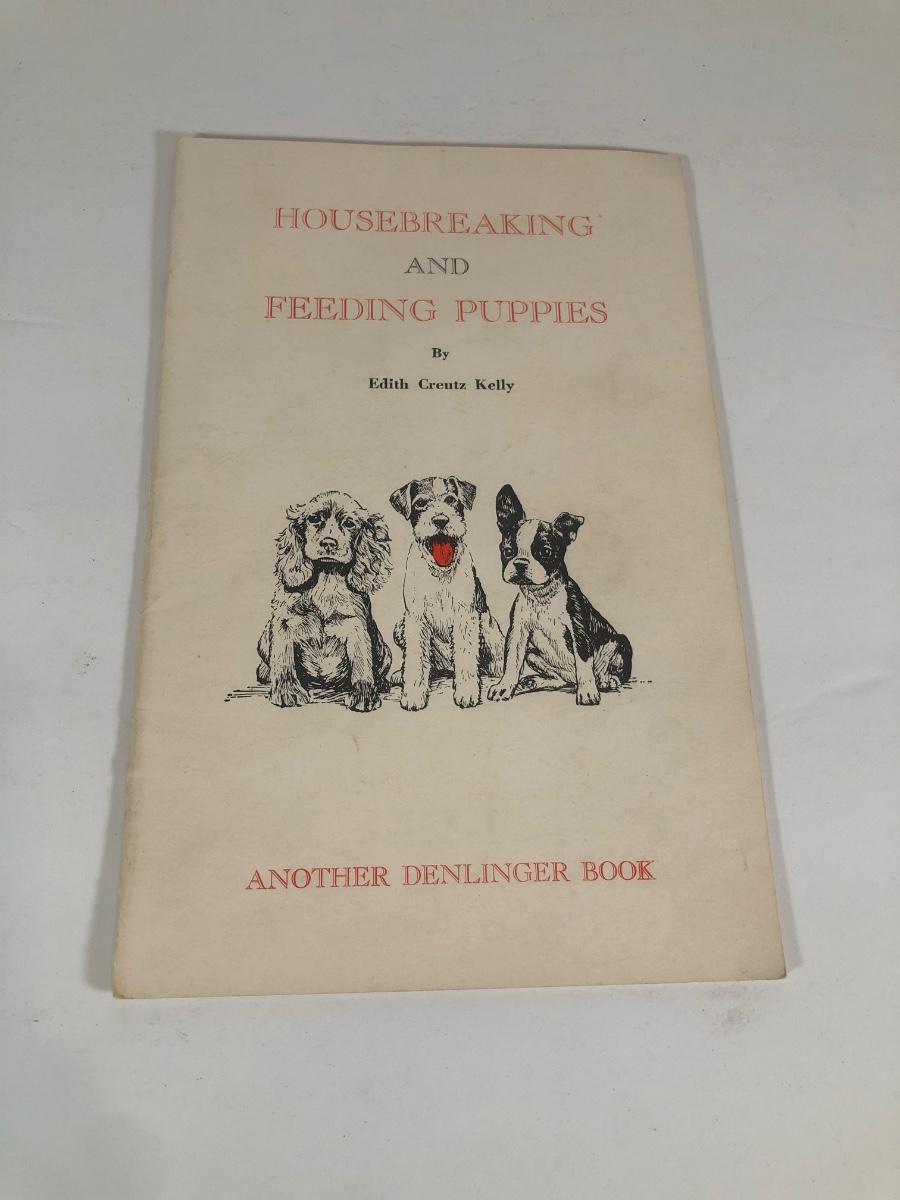 HOUSEBREAKING
AND
FEEDING PUPPIES
By
Edith Creutz Kelly
ANOTHER DENLINGER BOOK